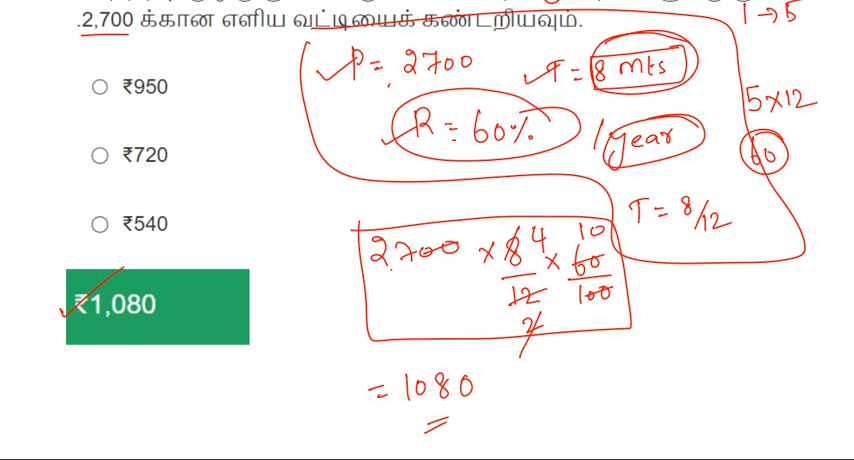 .2,700 க்கான எளிய வட்டியைக் கண்டறியவும்.
1 → 5
P = 2700 T = 8 mts
5 × 12
R = 60% / year
60
T = 8/12
₹950
₹720
₹540
₹1,080
2700 × 8 4 × 60 10
12 100
2
= 1080